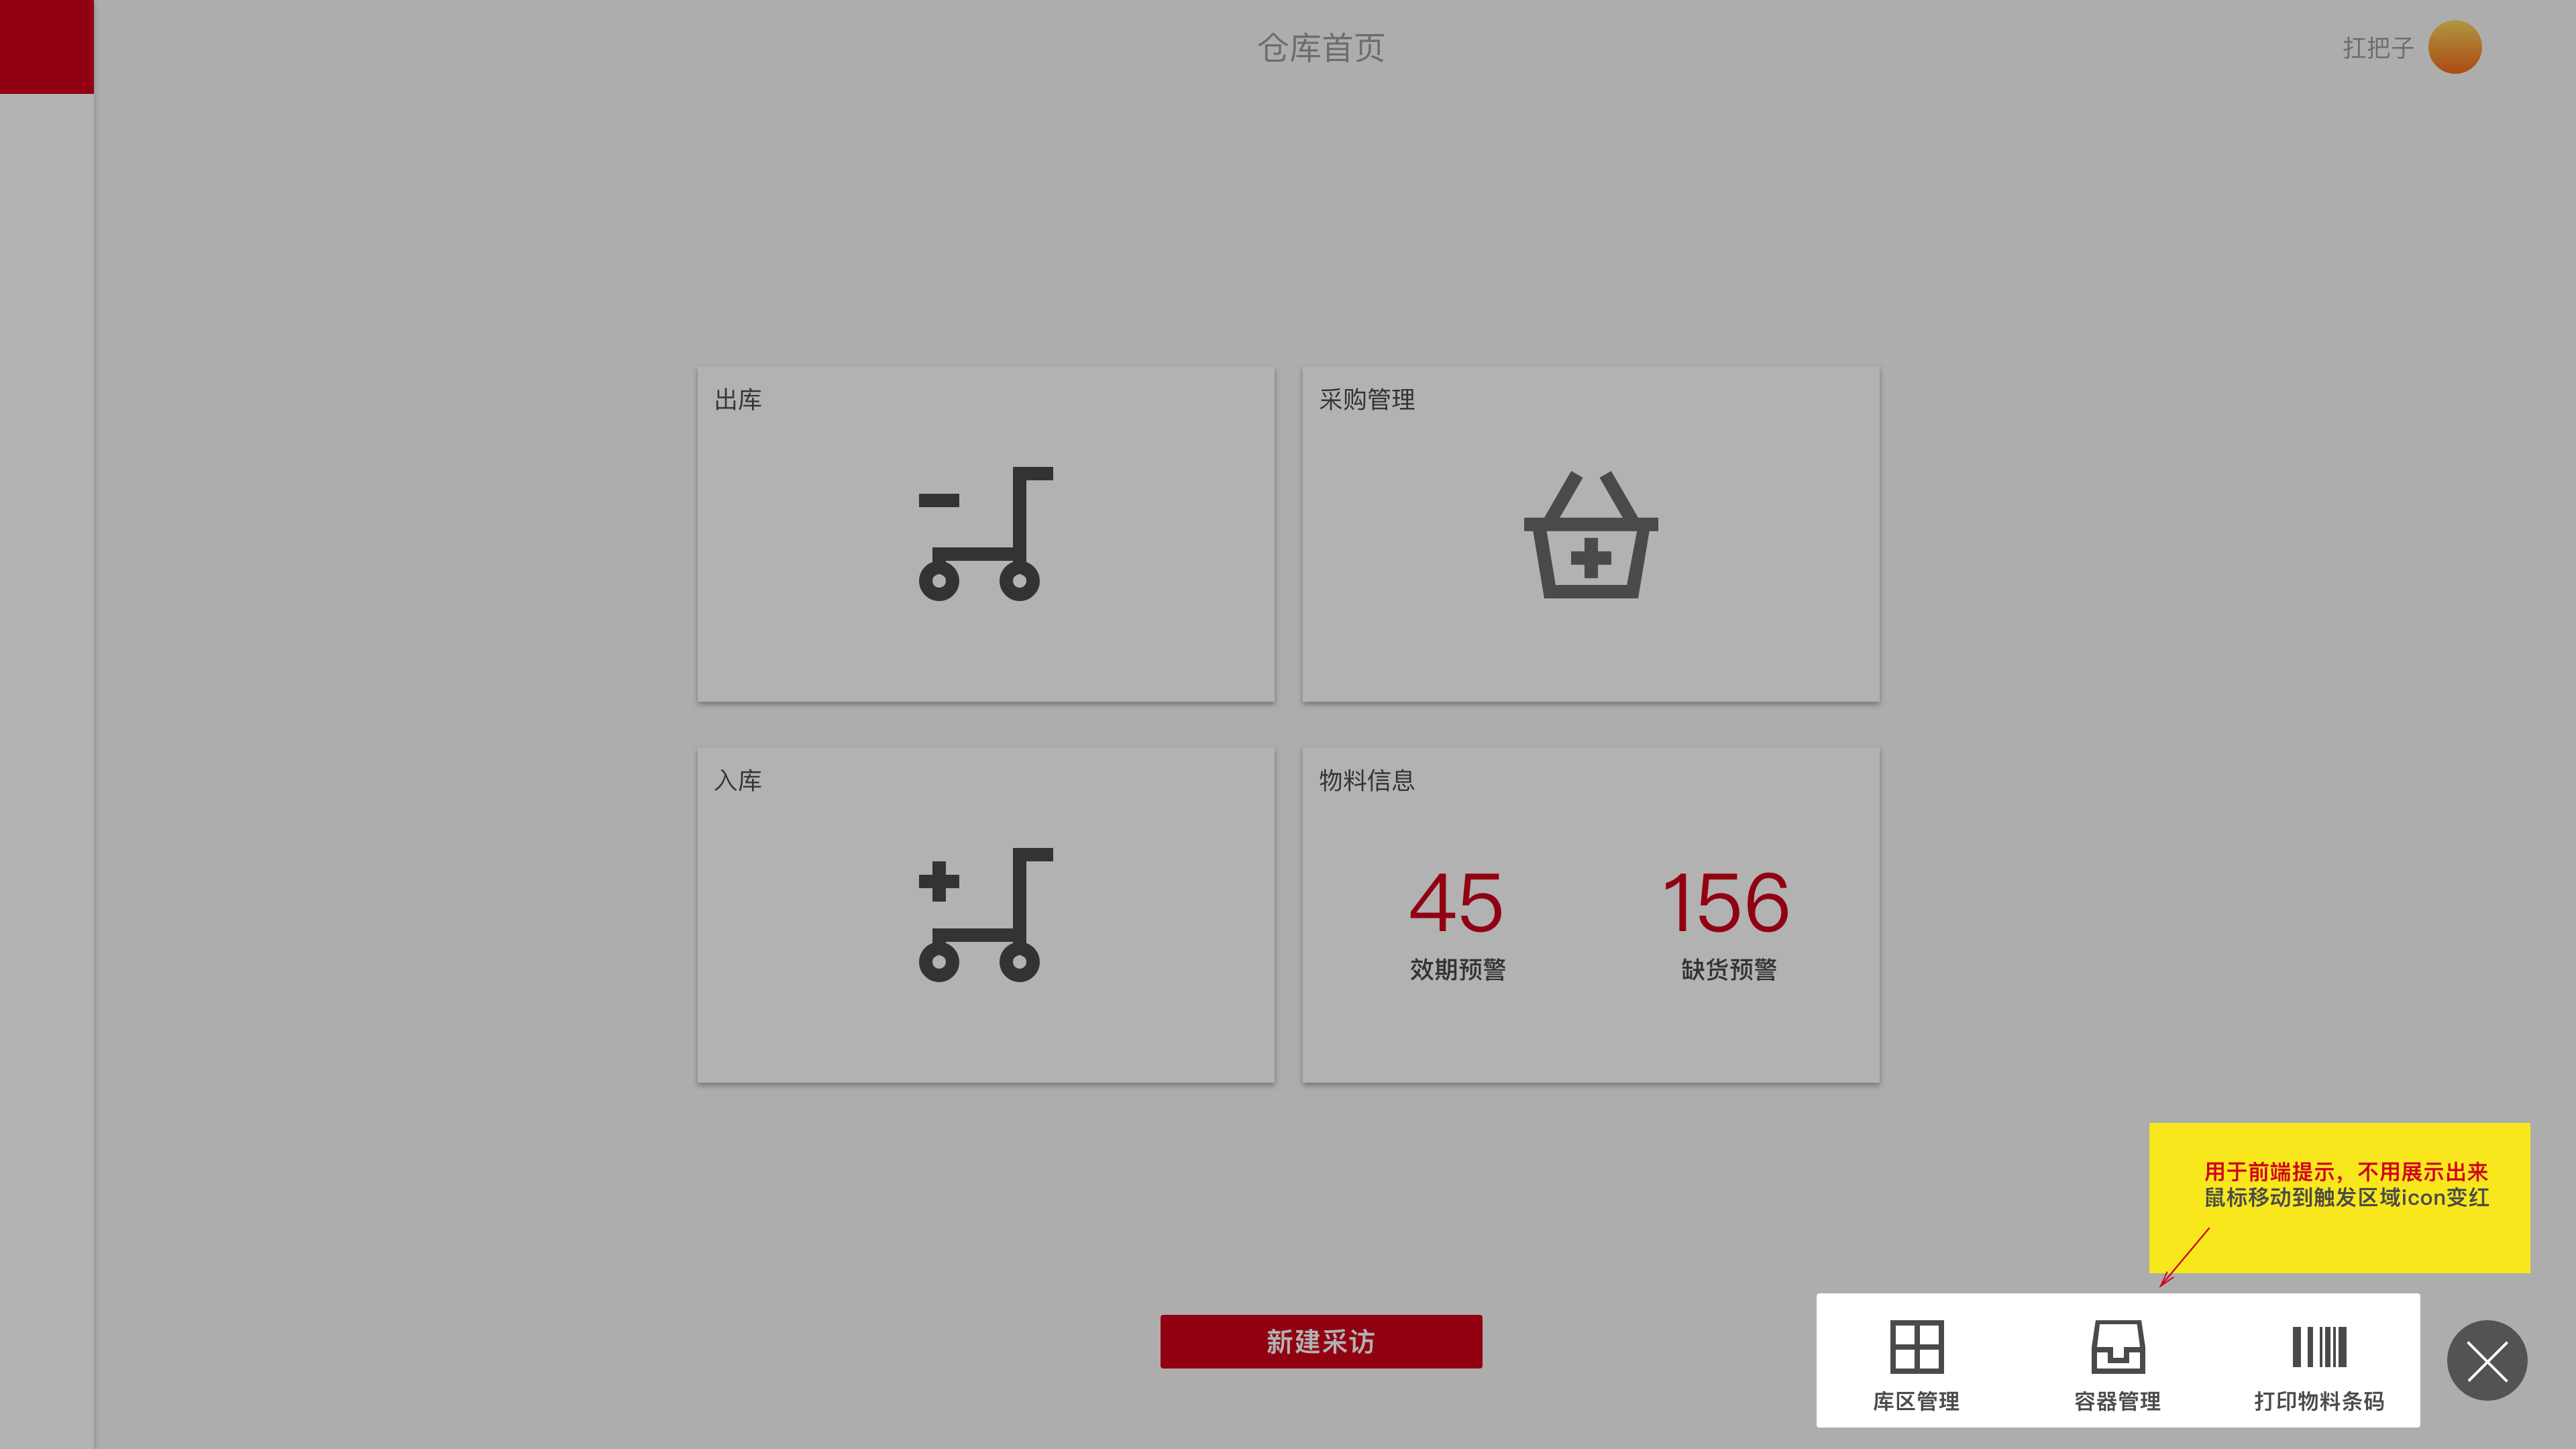 仓库首页
扛把子
出库
采购管理
入库
物料信息
45
156
效期预警
缺货预警
用于前端提示，不用展示出来
鼠标移动到触发区域icon变红
新建采访
库区管理
容器管理
打印物料条码